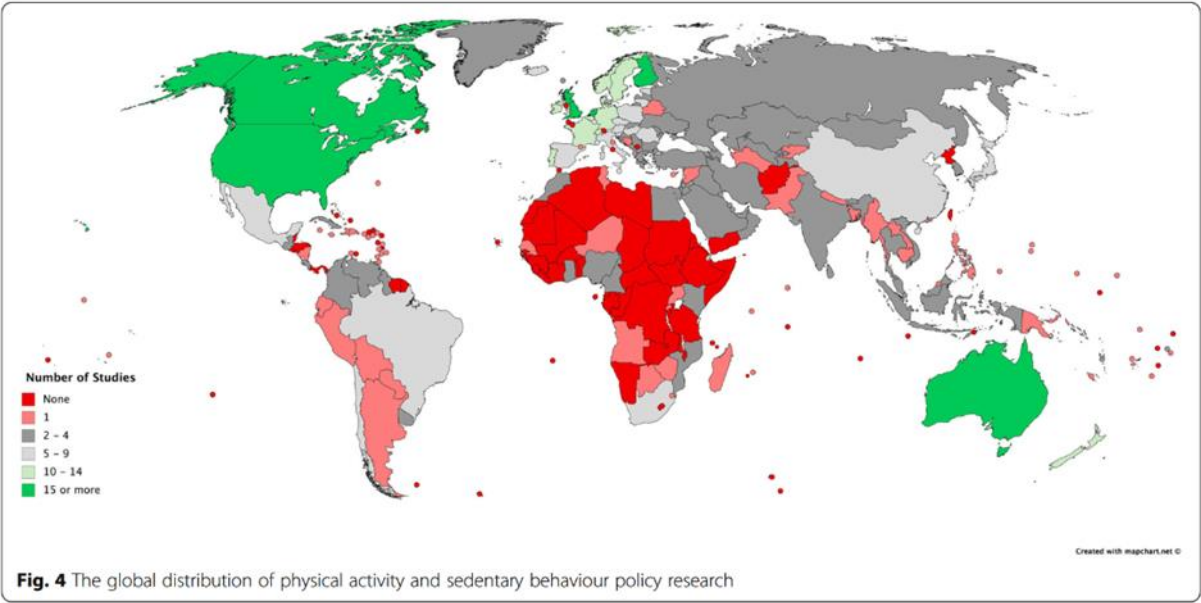 Number of Studies
None
1
2 – 4
5 – 9
10 – 14
15 or more
Created with mapchart.net ©
Fig. 4 The global distribution of physical activity and sedentary behaviour policy research